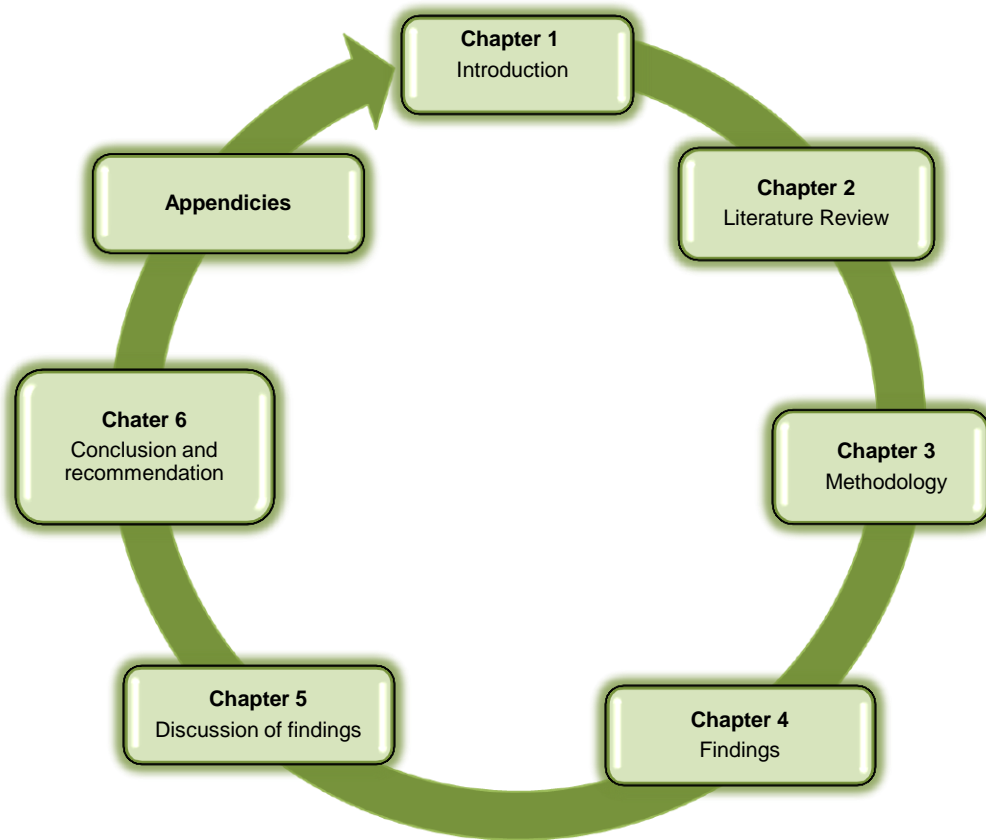 Chapter 1
Introduction
Chapter 2
Literature Review
Chapter 3
Methodology
Chapter 4
Findings
Chapter 5
Discussion of findings
Chater 6
Conclusion and
recommendation
Appendicies